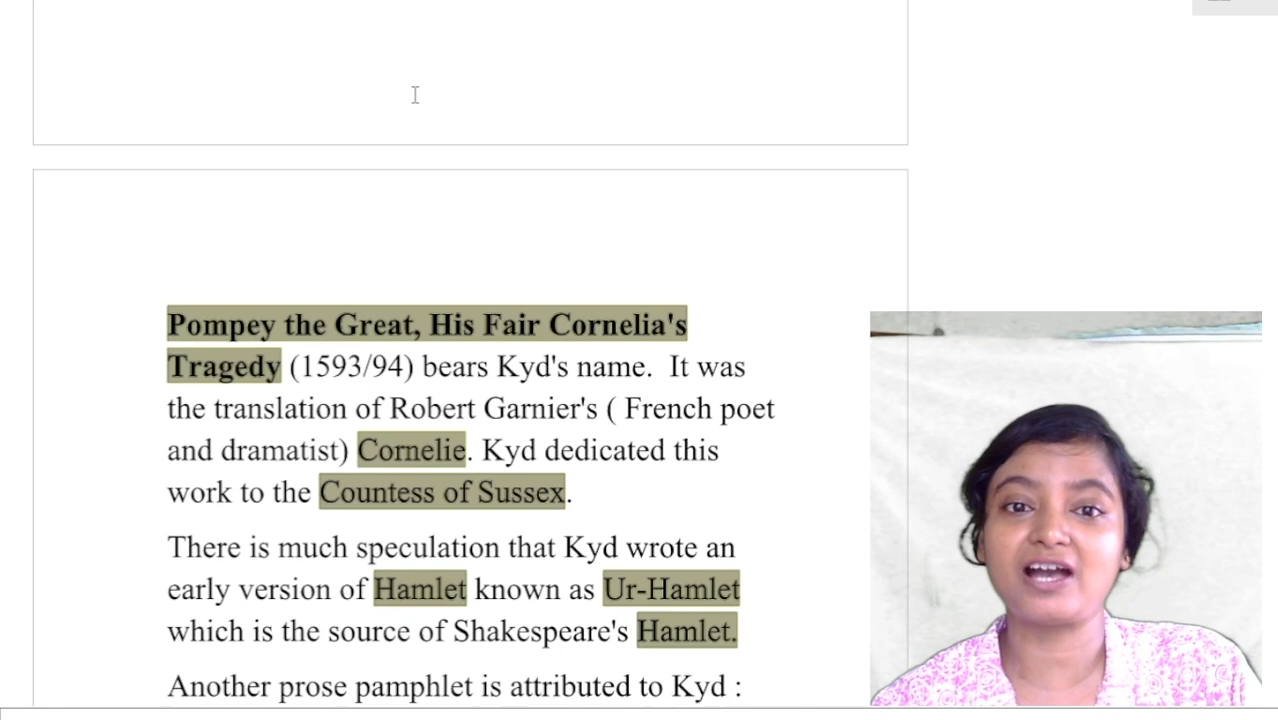 Pompey the Great, His Fair Cornelia's
Tragedy (1593/94) bears Kyd's name.  It was
the translation of Robert Garnier's ( French poet
and dramatist) Cornelie. Kyd dedicated this
work to the Countess of Sussex.
There is much speculation that Kyd wrote an
early version of Hamlet known as Ur-Hamlet
which is the source of Shakespeare's Hamlet.
Another prose pamphlet is attributed to Kyd :